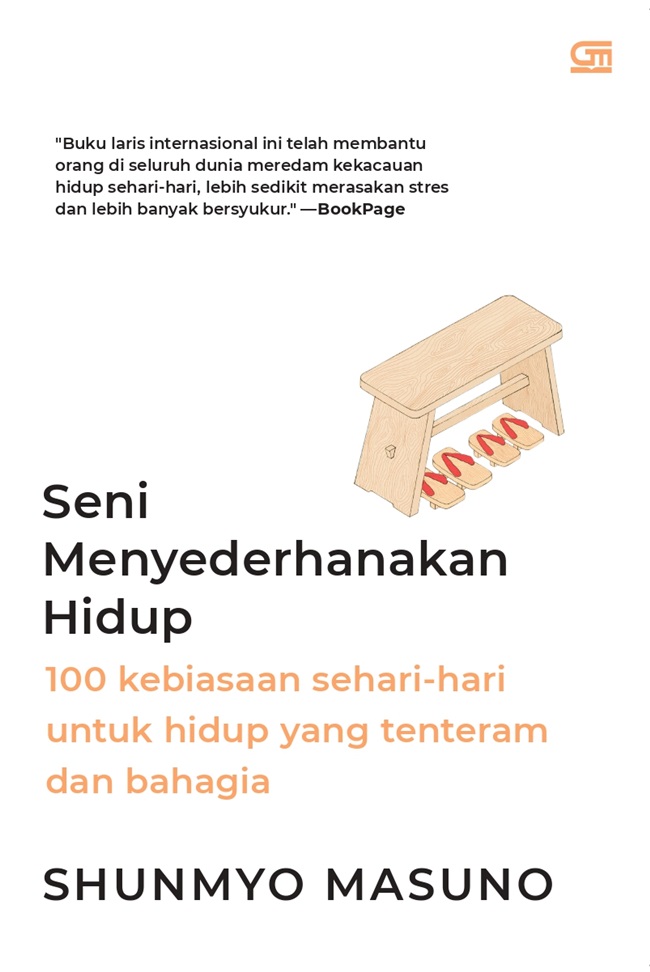 GM
"Buku laris internasional ini telah membantu
orang di seluruh dunia meredam kekacauan
hidup sehari-hari, lebih sedikit merasakan stres
dan lebih banyak bersyukur." —BookPage
Seni
Menyederhanakan
Hidup
100 kebiasaan sehari-hari
untuk hidup yang tenteram
dan bahagia
SHUNMYO MASUNO